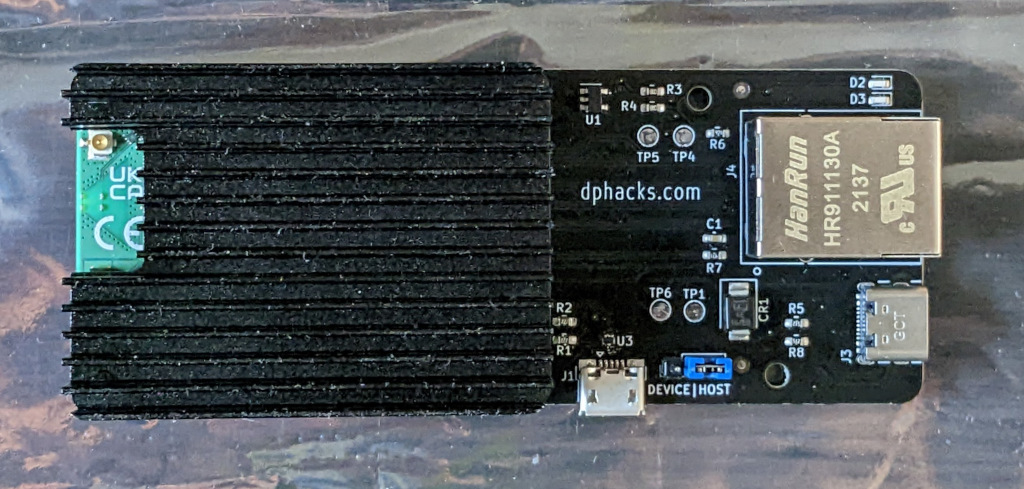 D2
D3
R3
R4
U1
TP5
TP4
R6
J4
HanRun
HR911130A
2137
c us
dphacks.com
UK
CA
CE
C1
R7
TP6
TP1
CR1
R2
R1
U3
R5
R8
J1
J3
GCT
DEVICE|HOST